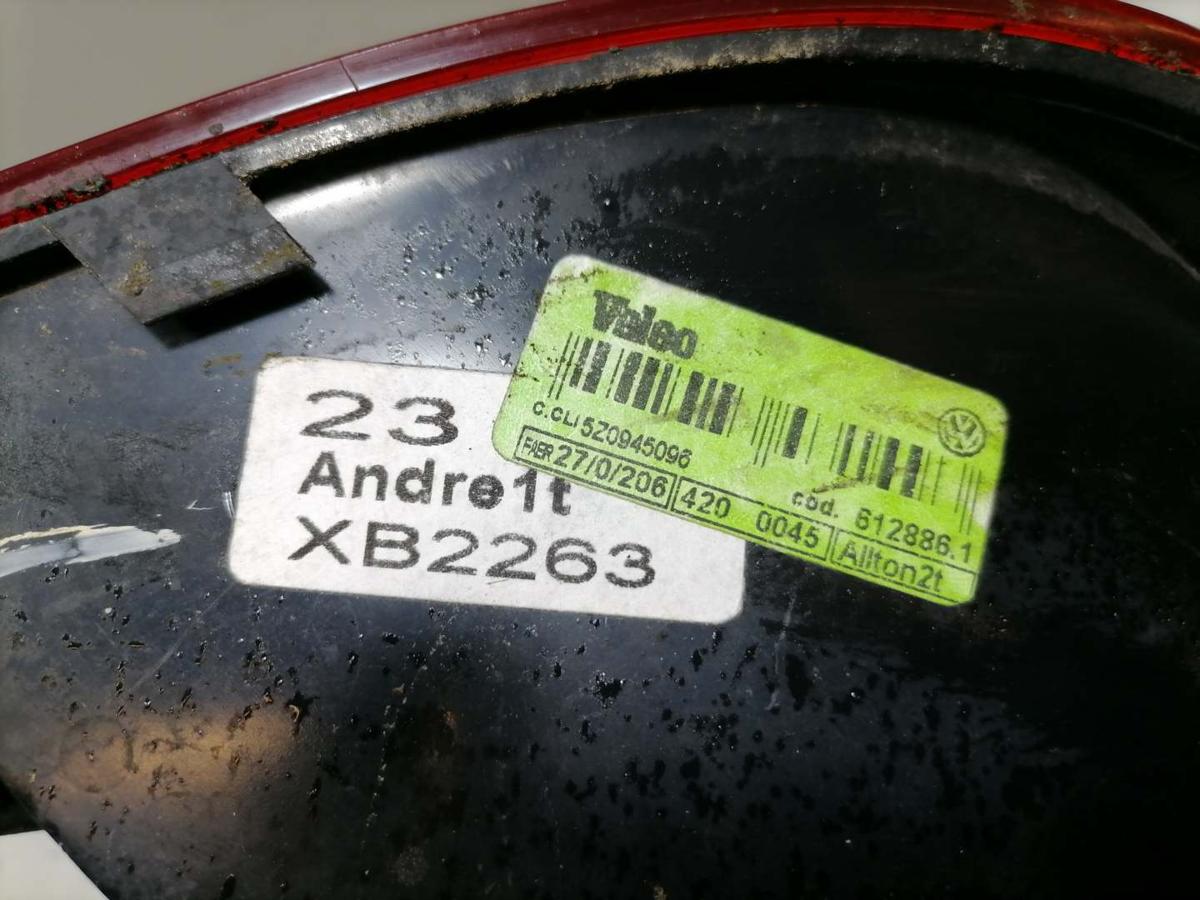 Valeo
C.CLI 5Z0945096
cod. 612886.1
FAER 27/0/206 420 0045 Allton2t
23
Andre1t
XB2263